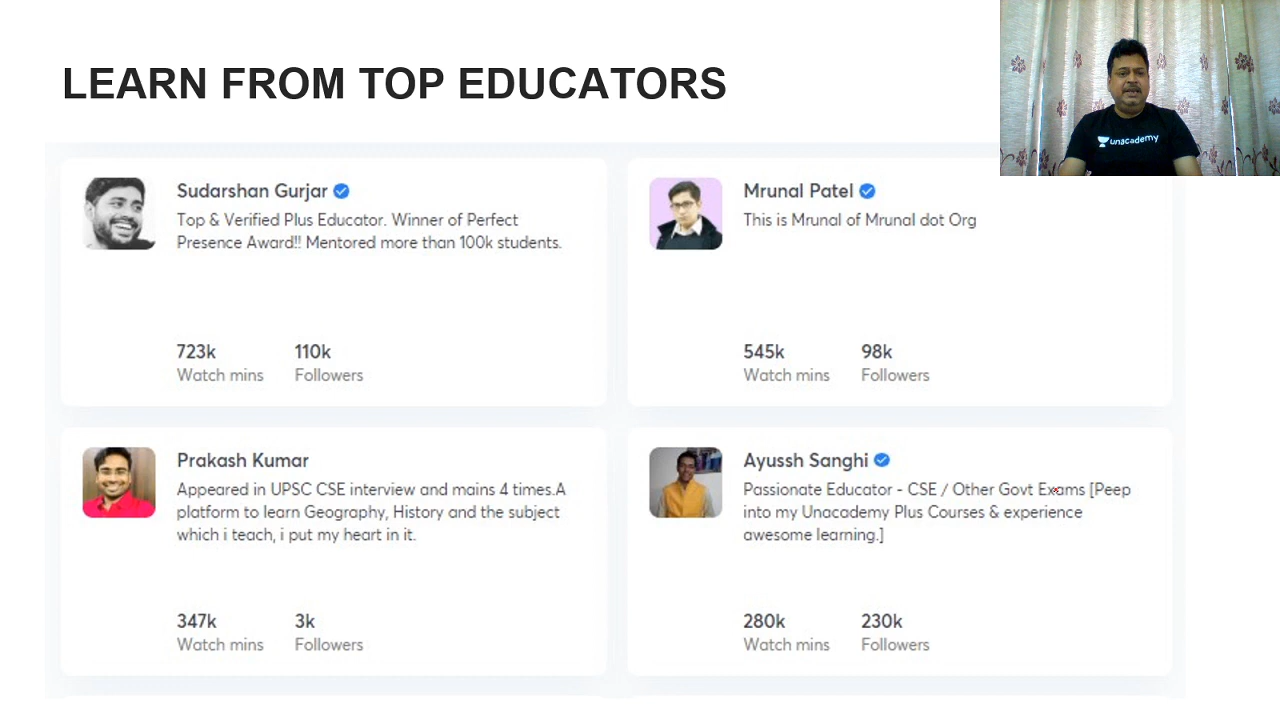 LEARN FROM TOP EDUCATORS
unacademy
Sudarshan Gurjar
Top & Verified Plus Educator. Winner of Perfect
Presence Award!! Mentored more than 100k students.
723k 110k
Watch mins Followers
Mrunal Patel
This is Mrunal of Mrunal dot Org
545k 98k
Watch mins Followers
Prakash Kumar
Appeared in UPSC CSE interview and mains 4 times.A
platform to learn Geography, History and the subject
which i teach, i put my heart in it.
347k 3k
Watch mins Followers
Ayussh Sanghi
Passionate Educator - CSE / Other Govt Exams [Peep
into my Unacademy Plus Courses & experience
awesome learning.]
280k 230k
Watch mins Followers